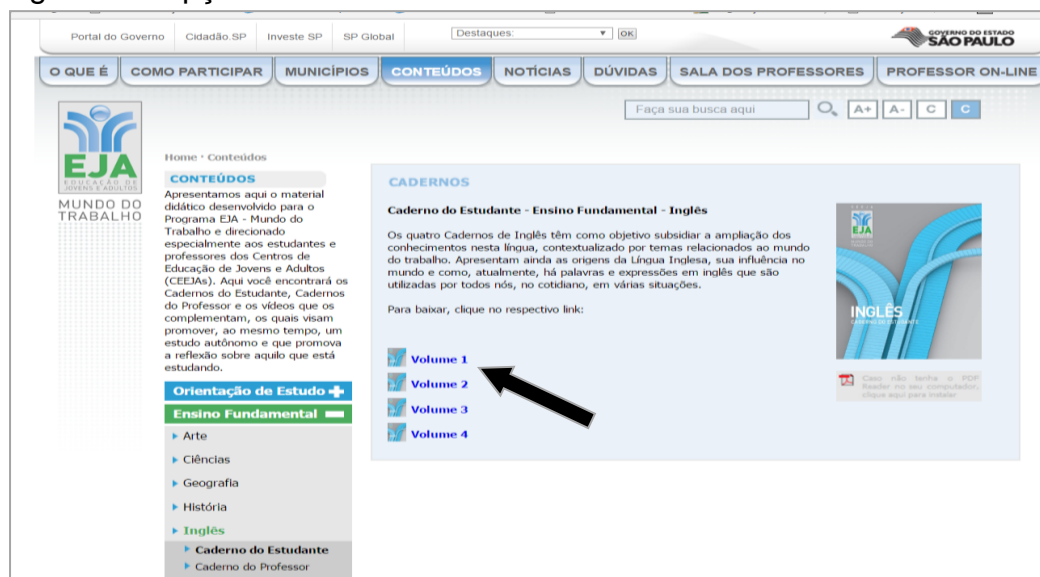 Portal do Governo Cidadão.SP Investe SP SP Global Destaques: OK GOVERNO DO ESTADO
SÃO PAULO
O QUE É COMO PARTICIPAR MUNICÍPIOS CONTEÚDOS NOTÍCIAS DÚVIDAS SALA DOS PROFESSORES PROFESSOR ON-LINE
Faça sua busca aqui A+ A- C C
EJA
EDUCAÇÃO DE
JOVENS E ADULTOS
MUNDO DO
TRABALHO
Home · Conteúdos
CONTEÚDOS
Apresentamos aqui o material
didático desenvolvido para o
Programa EJA - Mundo do
Trabalho e direcionado
especialmente aos estudantes e
professores dos Centros de
Educação de Jovens e Adultos
(CEEJAs). Aqui você encontrará os
Cadernos do Estudante, Cadernos
do Professor e os vídeos que os
complementam, os quais visam
promover, ao mesmo tempo, um
estudo autônomo e que promova
a reflexão sobre aquilo que está
estudando.
Orientação de Estudo
Ensino Fundamental
Arte
Ciências
Geografia
História
Inglês
Caderno do Estudante
Caderno do Professor
CADERNOS
Caderno do Estudante - Ensino Fundamental - Inglês
Os quatro Cadernos de Inglês têm como objetivo subsidiar a ampliação dos
conhecimentos nesta língua, contextualizado por temas relacionados ao mundo
do trabalho. Apresentam ainda as origens da Língua Inglesa, sua influência no
mundo e como, atualmente, há palavras e expressões em inglês que são
utilizadas por todos nós, no cotidiano, em várias situações.
Para baixar, clique no respectivo link:
Volume 1
Volume 2
Volume 3
Volume 4
EJA
INGLÊS
CADERNO DO ESTUDANTE
Caso não tenha o PDF
Reader no seu computador,
clique aqui para instalar